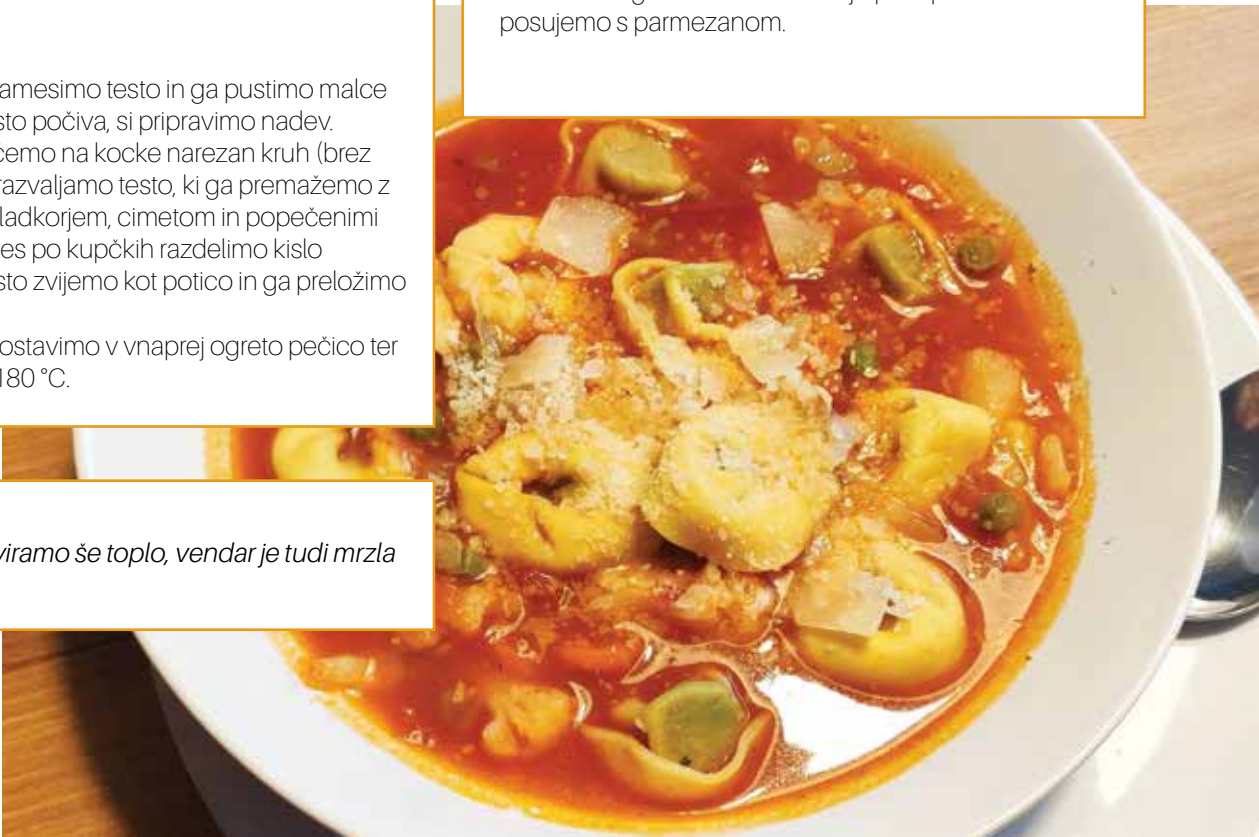 amesimo testo in ga pustimo malce
sto počiva, si pripravimo nadev.
čemo na kocke narezan kruh (brez
razvaljamo testo, ki ga premažemo z
ladkorjem, cimetom in popečenimi
es po kupčkih razdelimo kislo
sto zvijemo kot potico in ga preložimo
ostavimo v vnaprej ogreto pečico ter
180 °C.
viramo še toplo, vendar je tudi mrzla
posujemo s parmezanom.